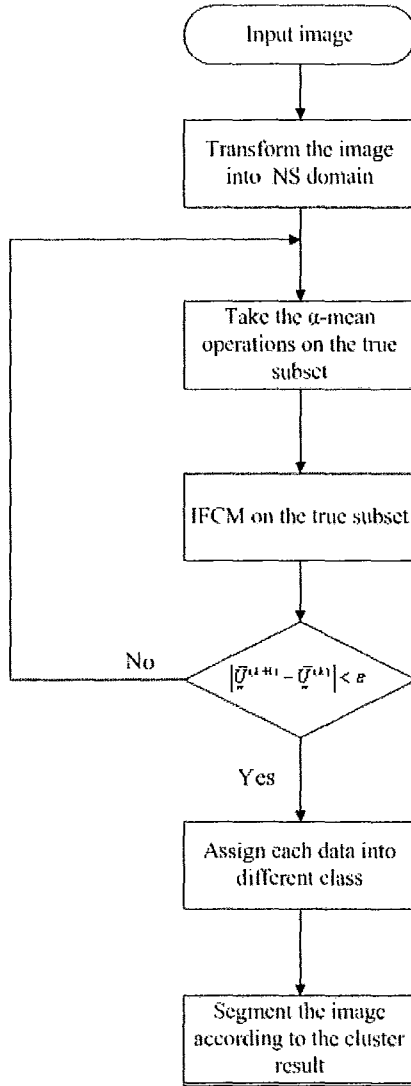 Input image
Transform the image
into NS domain
Take the α-mean
operations on the true
subset
IFCM on the true subset
No
Yes
Assign each data into
different class
Segment the image
according to the cluster
result